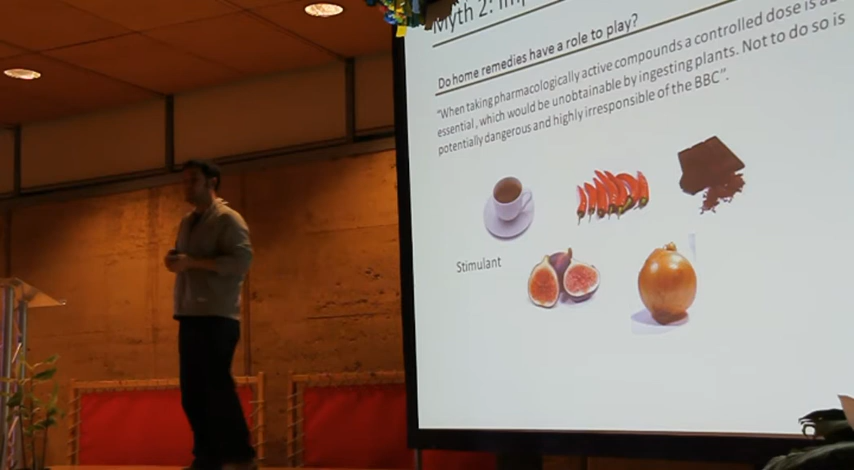 Myth 2:
Do home remedies have a role to play?
"When taking pharmacologically active compounds a controlled dose is
essential, which would be unobtainable by ingesting plants. Not to do so is
potentially dangerous and highly irresponsible of the BBC".
Stimulant